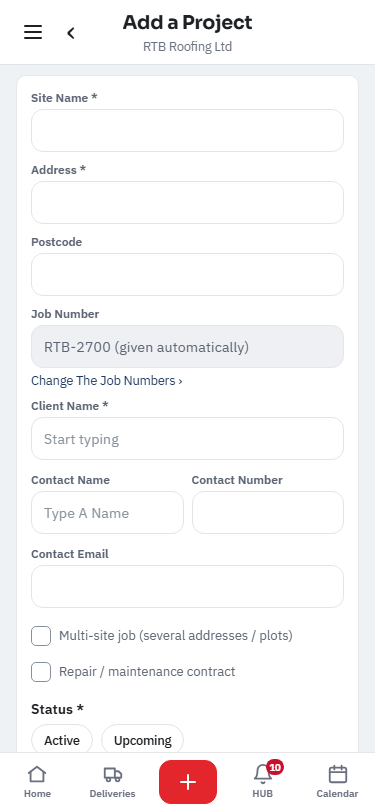 Add a Project
RTB Roofing Ltd
Site Name *
Address *
Postcode
Job Number
RTB-2700 (given automatically)
Change The Job Numbers ›
Client Name *
Start typing
Contact Name
Contact Number
Type A Name
Contact Email
Multi-site job (several addresses / plots)
Repair / maintenance contract
Status *
Active
Upcoming
10
Home
Deliveries
HUB
Calendar